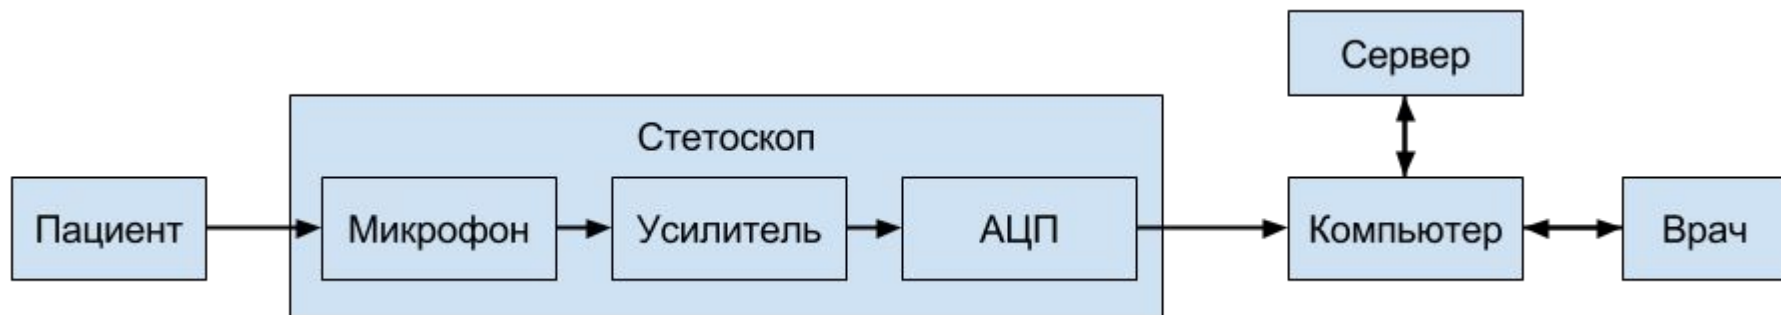 Сервер
Стетоскоп
Пациент
Микрофон
Усилитель
АЦП
Компьютер
Врач